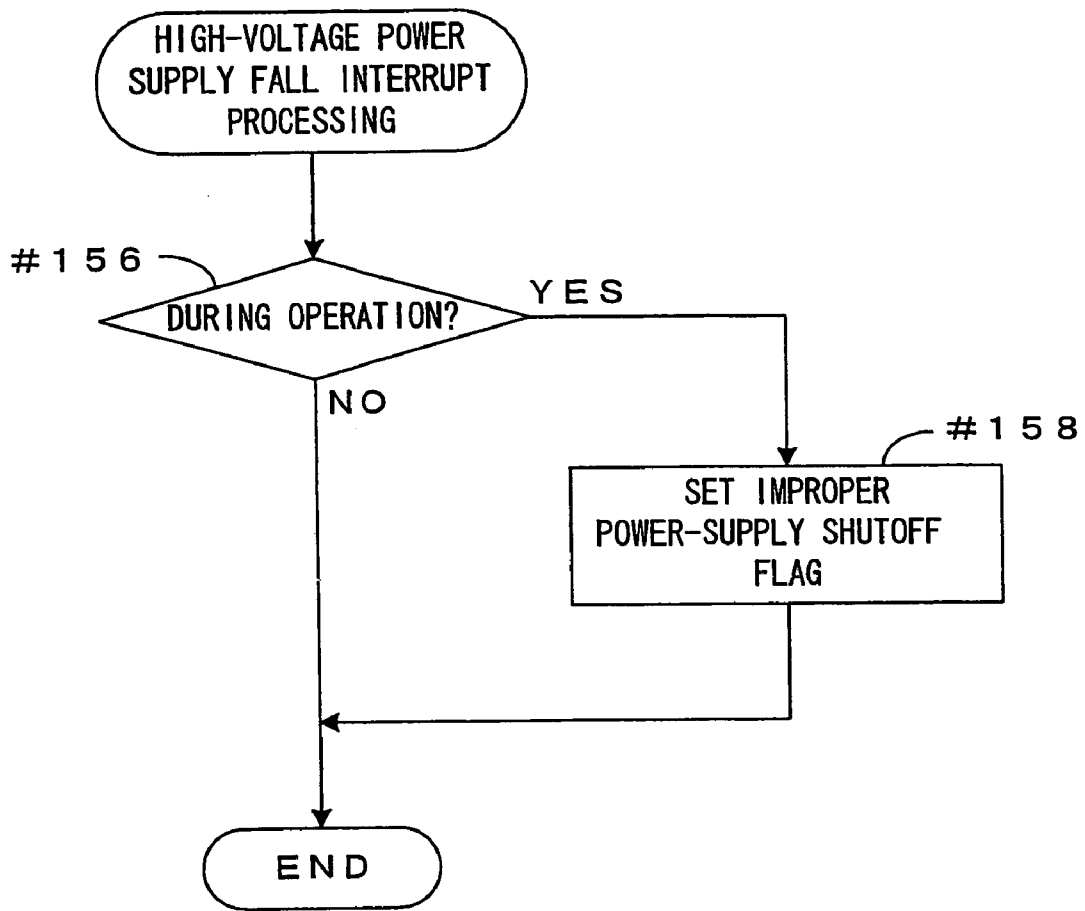 HIGH-VOLTAGE POWER
SUPPLY FALL INTERRUPT
PROCESSING
#156
DURING OPERATION?
YES
NO
#158
SET IMPROPER
POWER-SUPPLY SHUTOFF
FLAG
END